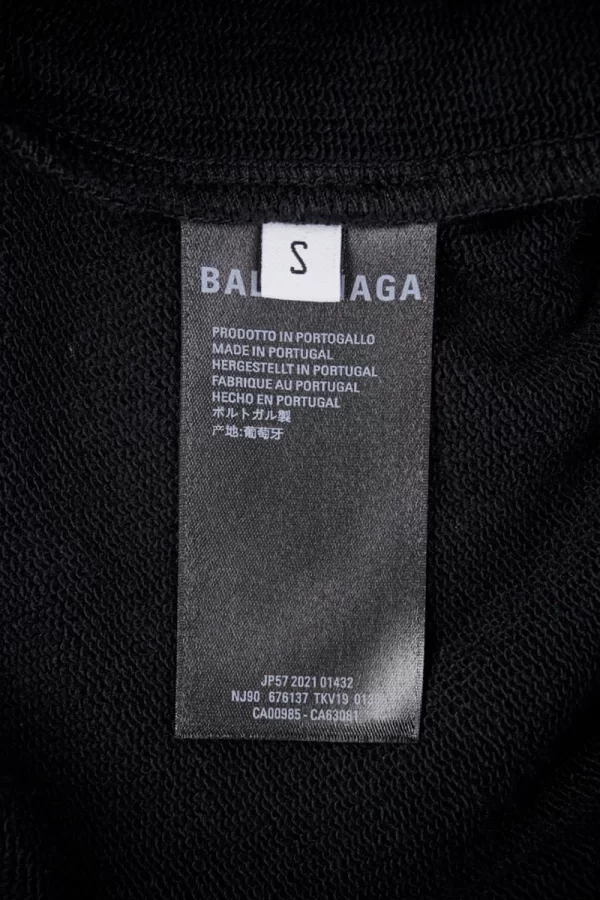 S
BAL IAGA
PRODOTTO IN PORTOGALLO
MADE IN PORTUGAL
HERGESTELLT IN PORTUGAL
FABRIQUE AU PORTUGAL
HECHO EN PORTUGAL
ポルトガル製
产地:葡萄牙
JP57 2021 01432
NJ90 676137 TKV19
CA00985 - CA63081